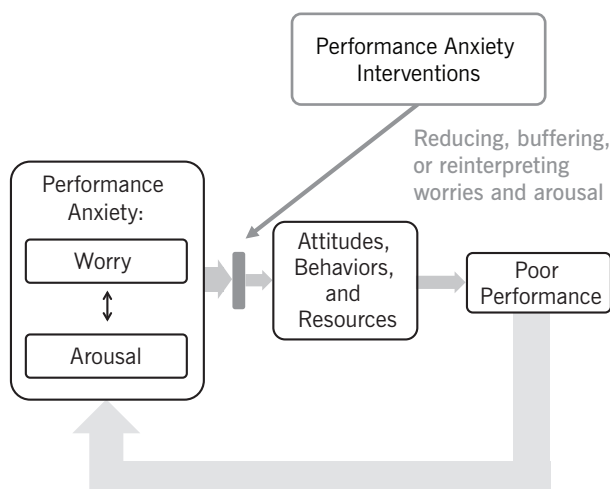 Performance Anxiety
Interventions
Reducing, buffering,
or reinterpreting
worries and arousal
Performance
Anxiety:
Worry
Arousal
Attitudes,
Behaviors,
and
Resources
Poor
Performance